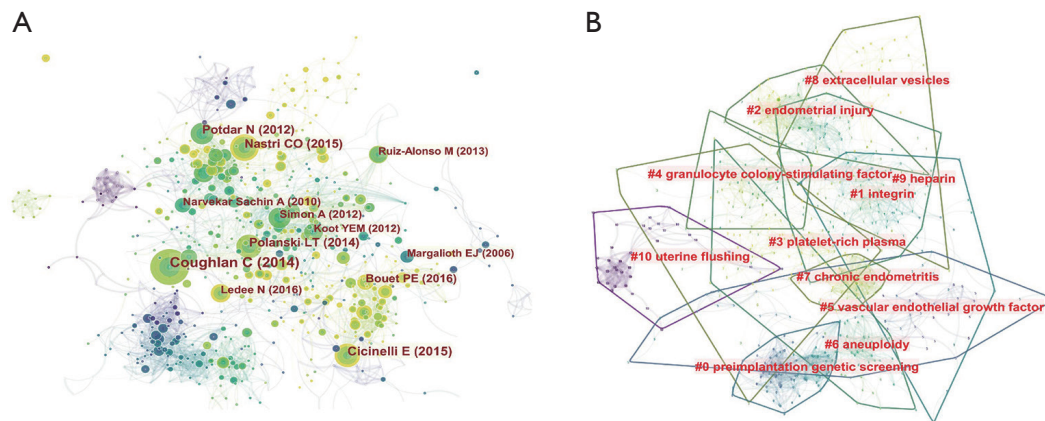 A
B
Potdar N (2012)
Nastri CO (2015)
Ruiz-Alonso M (2013)
Narvekar Sachin A (2010)
Simon A (2012)
Koot YEM (2012)
Polanski LT (2014)
Margalioth EJ (2006)
Coughlan C (2014)
Bouet PE (2016)
Ledee N (2016)
Cicinelli E (2015)
#8 extracellular vesicles
#2 endometrial injury
#4 granulocyte colony-stimulating factor
#9 heparin
#1 integrin
#3 platelet-rich plasma
#10 uterine flushing
#7 chronic endometritis
#5 vascular endothelial growth factor
#6 aneuploidy
#0 preimplantation genetic screening